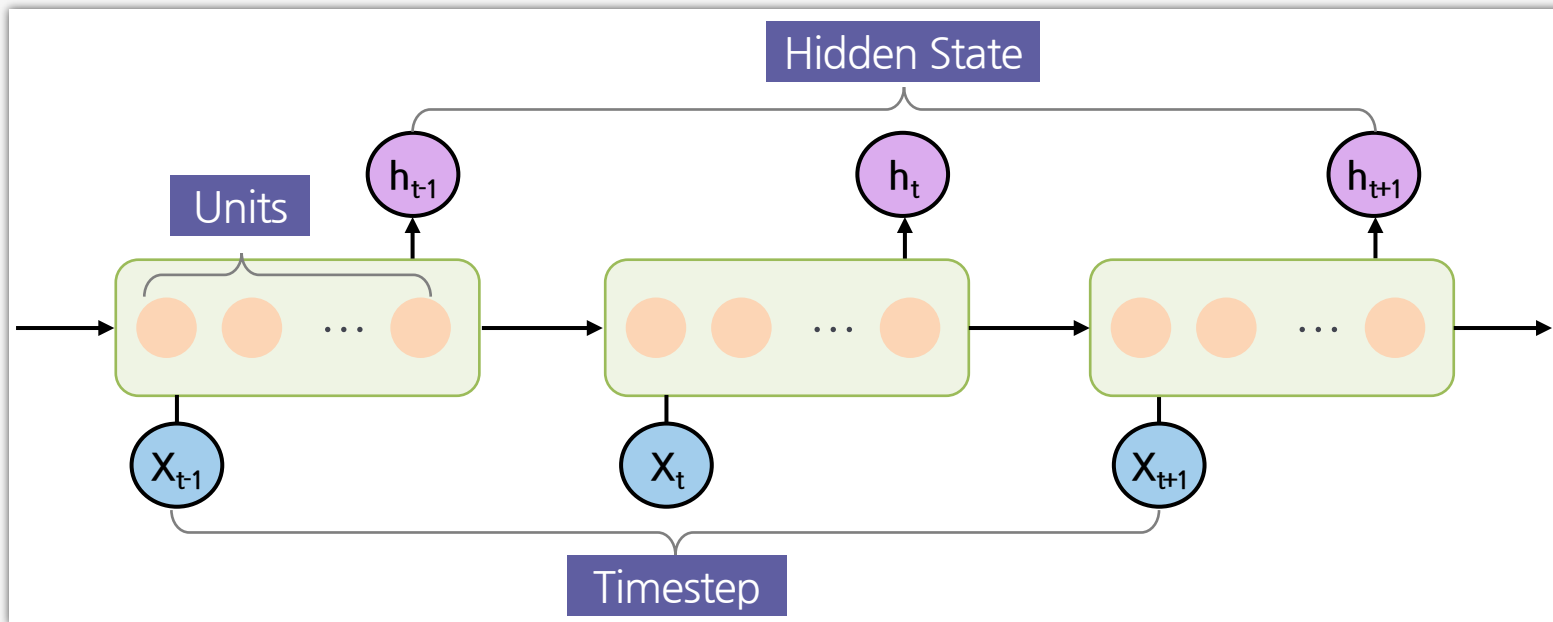 Hidden State
h_{t-1} h_t h_{t+1}
Units
... ... ...
X_{t-1} X_t X_{t+1}
Timestep